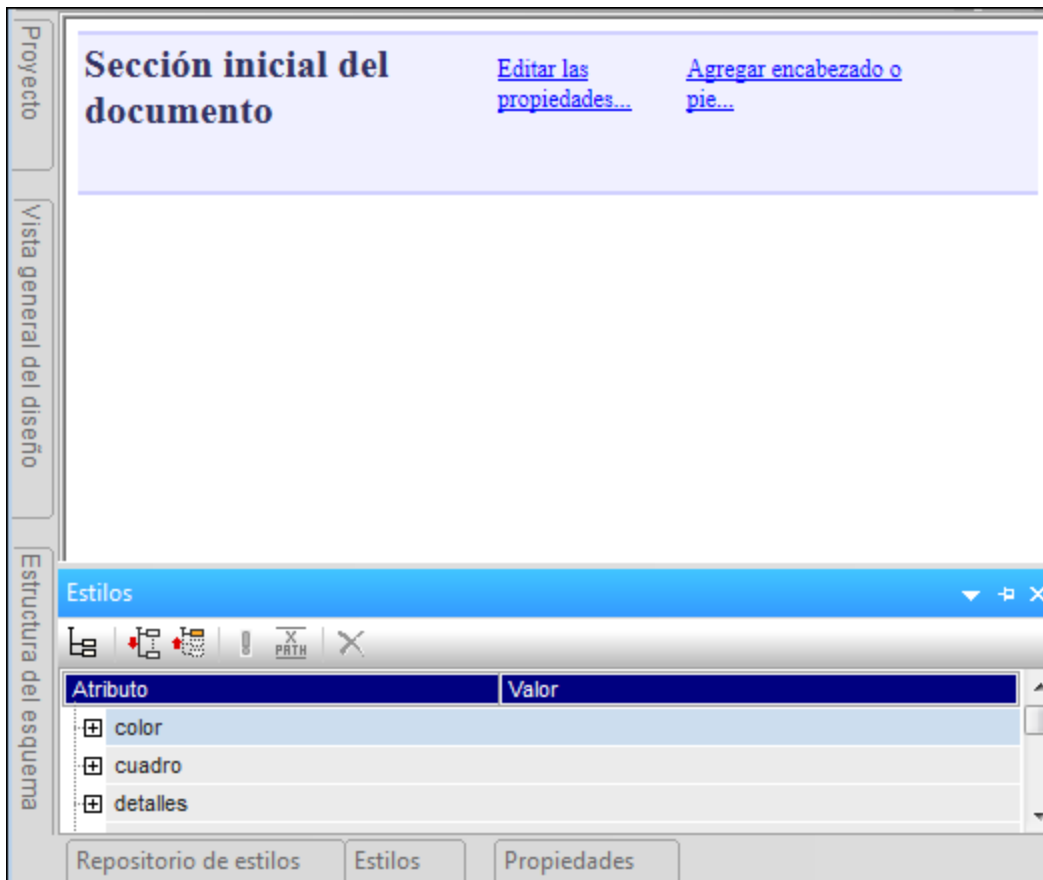 Proyecto
Vista general del diseño
Estructura del esquema
Sección inicial del
documento
Editar las
propiedades...
Agregar encabezado o
pie...
Estilos
X
PATH
Atributo
Valor
color
cuadro
detalles
Repositorio de estilos
Estilos
Propiedades